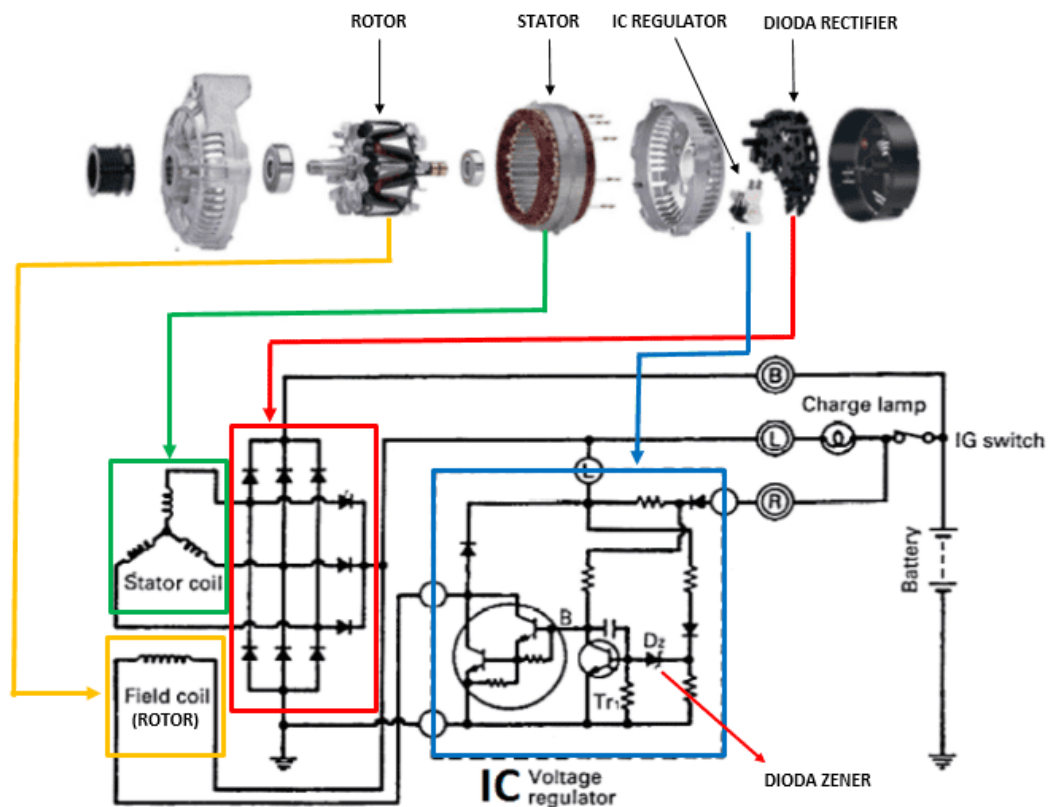 ROTOR
STATOR
IC REGULATOR
DIODA RECTIFIER
B
Charge lamp
L
IG switch
L
R
Stator coil
Battery
B
Dz
Tr₁
Field coil
(ROTOR)
DIODA ZENER
IC Voltage
regulator